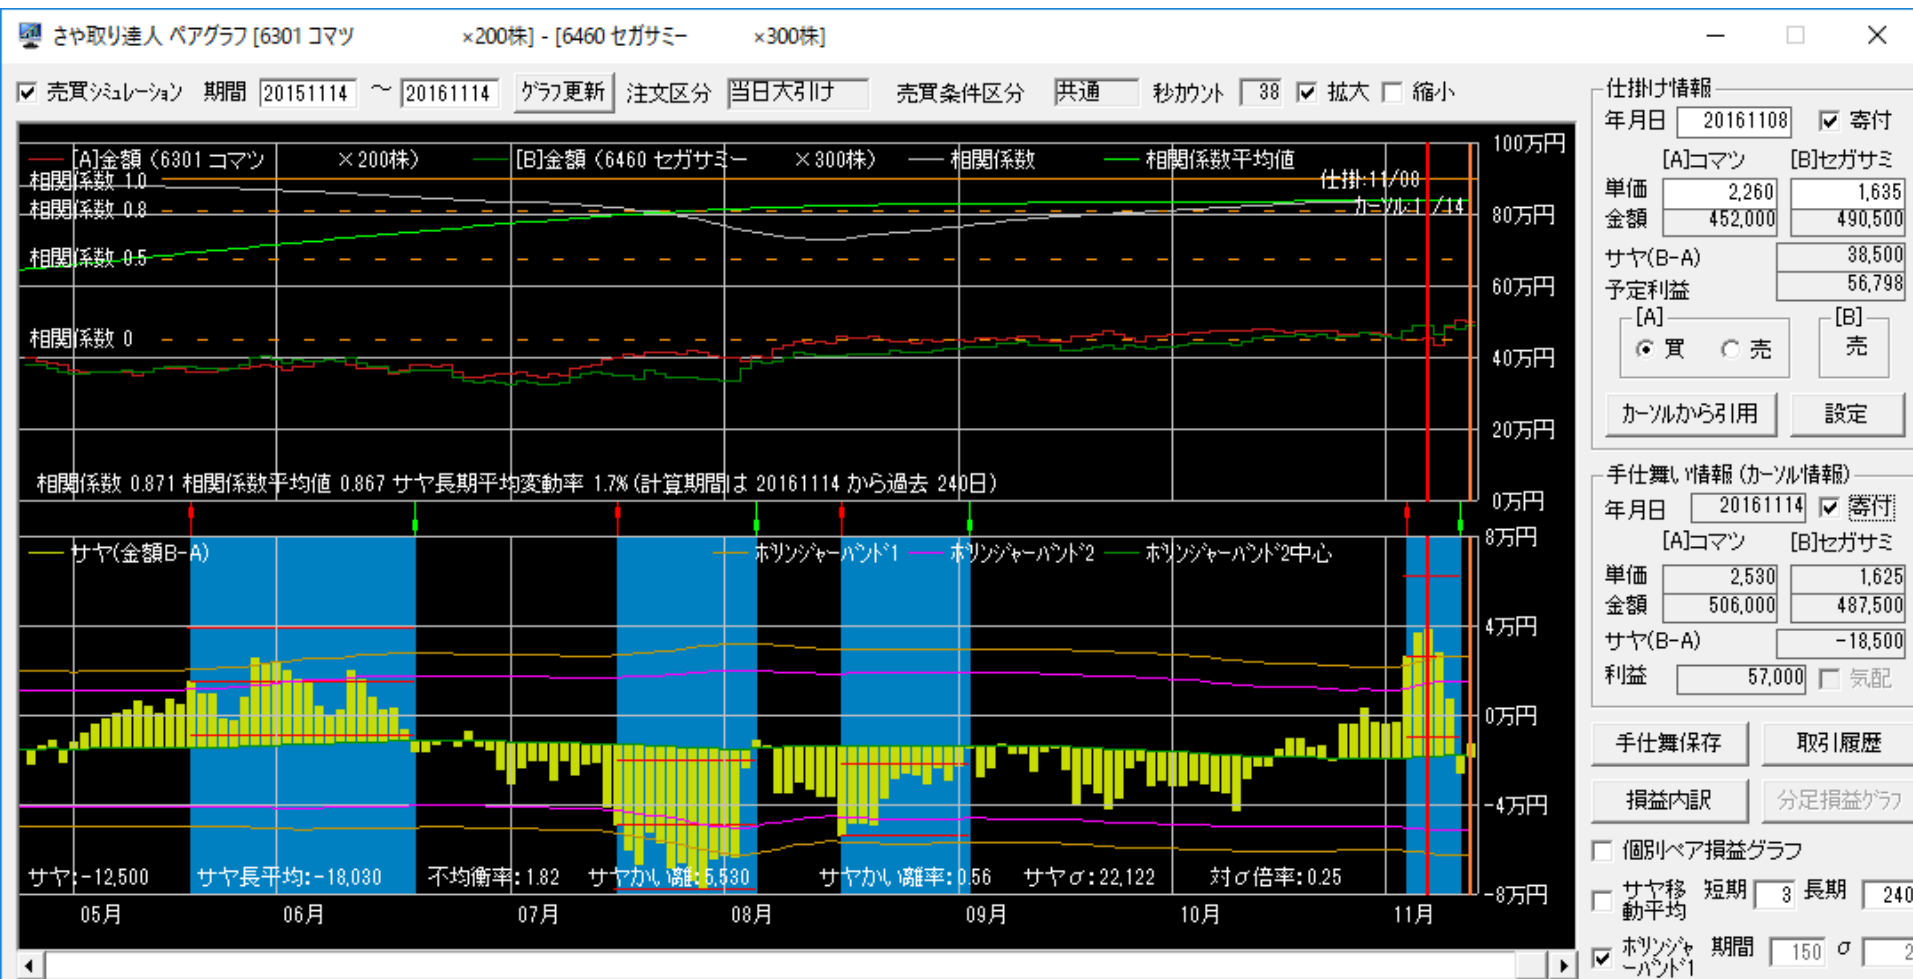 さや取り達人 ペアグラフ [6301 コマツ ×200株] - [6460 セガサミー ×300株]
売買シミュレーション 期間 20151114 ～ 20161114 グラフ更新 注文区分 当日大引け 売買条件区分 共通 秒カウント 38 拡大 縮小
[A]金額（6301 コマツ ×200株） [B]金額（6460 セガサミー ×300株） 相関係数 相関係数平均値
100万円
相関係数 1.0
仕掛:11/08
相関係数 0.8
カーソル:11/14
80万円
相関係数 0.5
60万円
相関係数 0
40万円
20万円
相関係数 0.871 相関係数平均値 0.867 サヤ長期平均変動率 1.7% (計算期間は 20161114 から過去 240日)
0万円
サヤ(金額B-A) ボリンジャーバンド1 ボリンジャーバンド2 ボリンジャーバンド2中心
8万円
4万円
0万円
-4万円
サヤ:-12,500 サヤ長平均:-18,030 不均衡率:1.82 サヤかい離:5,530 サヤかい離率:0.56 サヤσ:22,122 対σ倍率:0.25
-8万円
05月 06月 07月 08月 09月 10月 11月
仕掛け情報
年月日 20161108 寄付
[A]コマツ [B]セガサミ
単価 2,260 1,635
金額 452,000 490,500
サヤ(B-A) 38,500
予定利益 56,798
[A] [B]
買 売 売
カーソルから引用 設定
手仕舞い情報 (カーソル情報)
年月日 20161114 寄付
[A]コマツ [B]セガサミ
単価 2,530 1,625
金額 506,000 487,500
サヤ(B-A) -18,500
利益 57,000 気配
手仕舞保存 取引履歴
損益内訳 分足損益グラフ
個別ペア損益グラフ
サヤ移動平均 短期 3 長期 240
ボリンジャーバンド1 期間 150 σ 2